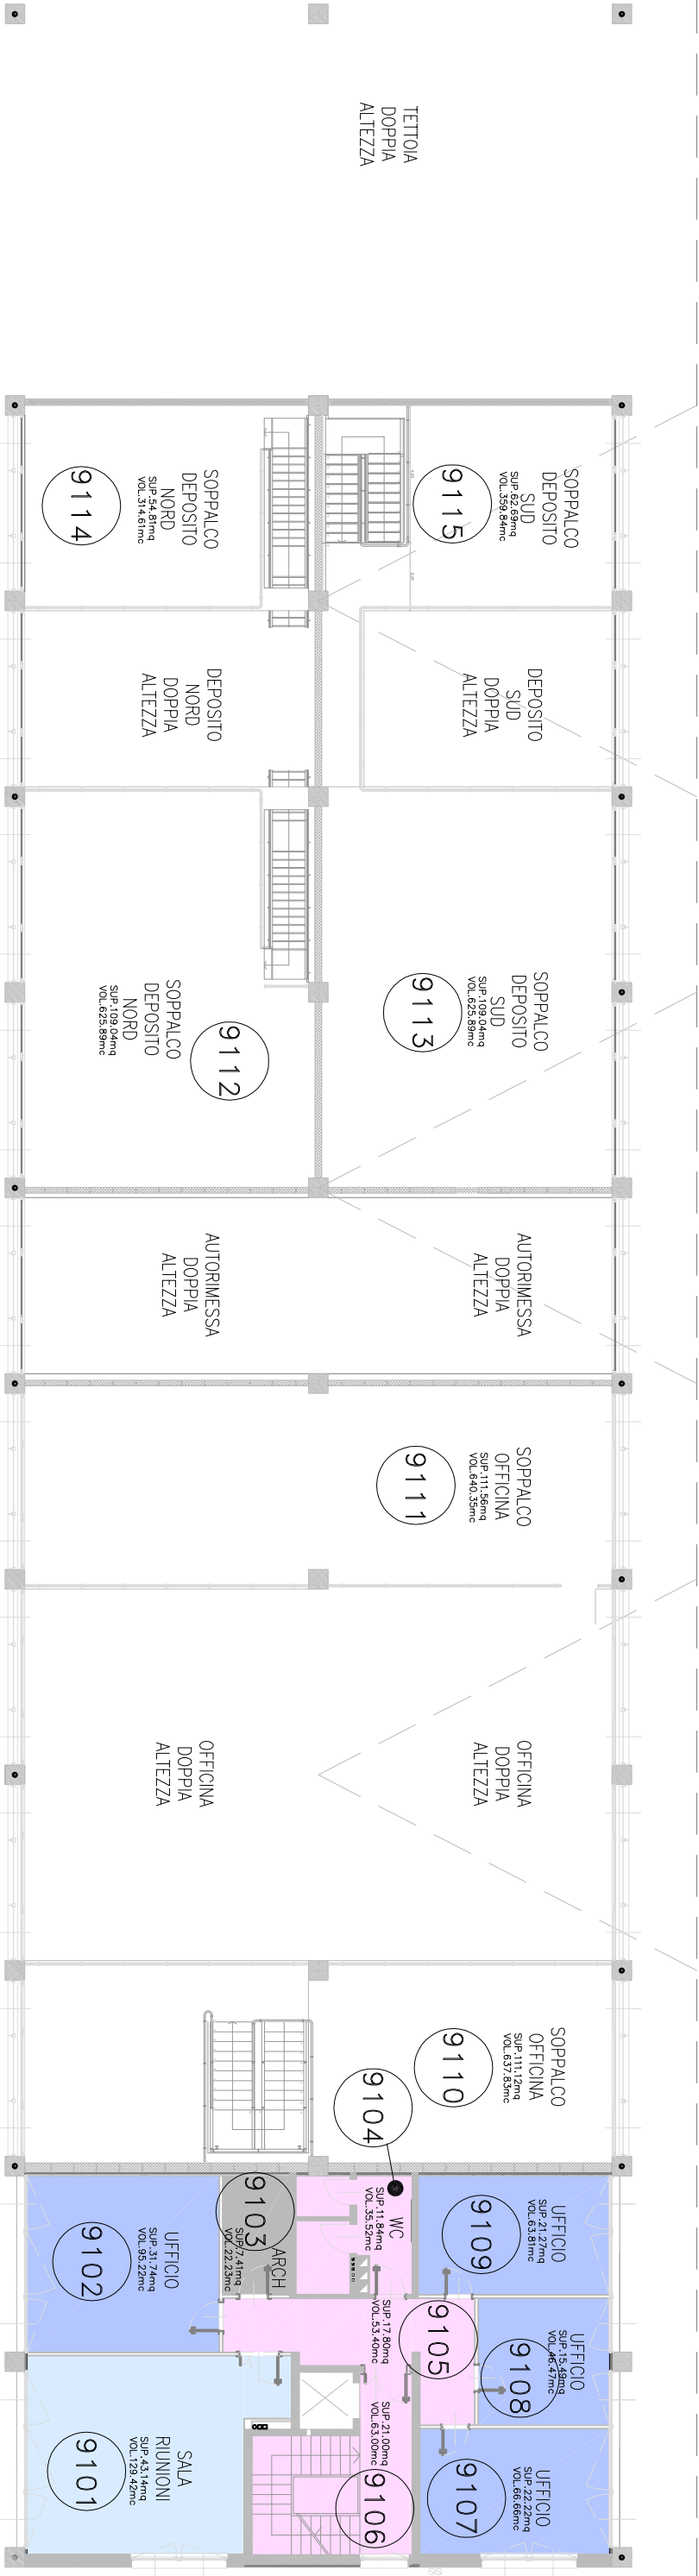 TETTOIA
DOPPIA
ALTEZZA
SOPPALCO
DEPOSITO
SUD
SUP.62.69mq
VOL.359.84mc
9115
SOPPALCO
DEPOSITO
NORD
SUP.54.81mq
VOL.314.61mc
9114
DEPOSITO
SUD
DOPPIA
ALTEZZA
DEPOSITO
NORD
DOPPIA
ALTEZZA
SOPPALCO
DEPOSITO
SUD
SUP.109.04mq
VOL.625.89mc
9113
SOPPALCO
DEPOSITO
NORD
SUP.109.04mq
VOL.625.89mc
9112
AUTORIMESSA
DOPPIA
ALTEZZA
AUTORIMESSA
DOPPIA
ALTEZZA
SOPPALCO
OFFICINA
SUP.111.56mq
VOL.640.35mc
9111
OFFICINA
DOPPIA
ALTEZZA
OFFICINA
DOPPIA
ALTEZZA
SOPPALCO
OFFICINA
SUP.111.12mq
VOL.637.83mc
9110
9104
UFFICIO
SUP.21.27mq
VOL.63.81mc
9109
WC
SUP.11.84mq
VOL.35.52mc
ARCH
SUP.7.41mq
VOL.22.23mc
9103
UFFICIO
SUP.31.74mq
VOL.95.22mc
9102
UFFICIO
SUP.15.49mq
VOL.46.47mc
9108
9105
SUP.17.80mq
VOL.53.40mc
UFFICIO
SUP.22.22mq
VOL.66.66mc
9107
SUP.21.00mq
VOL.63.00mc
9106
SALA
RIUNIONI
SUP.43.14mq
VOL.129.42mc
9101